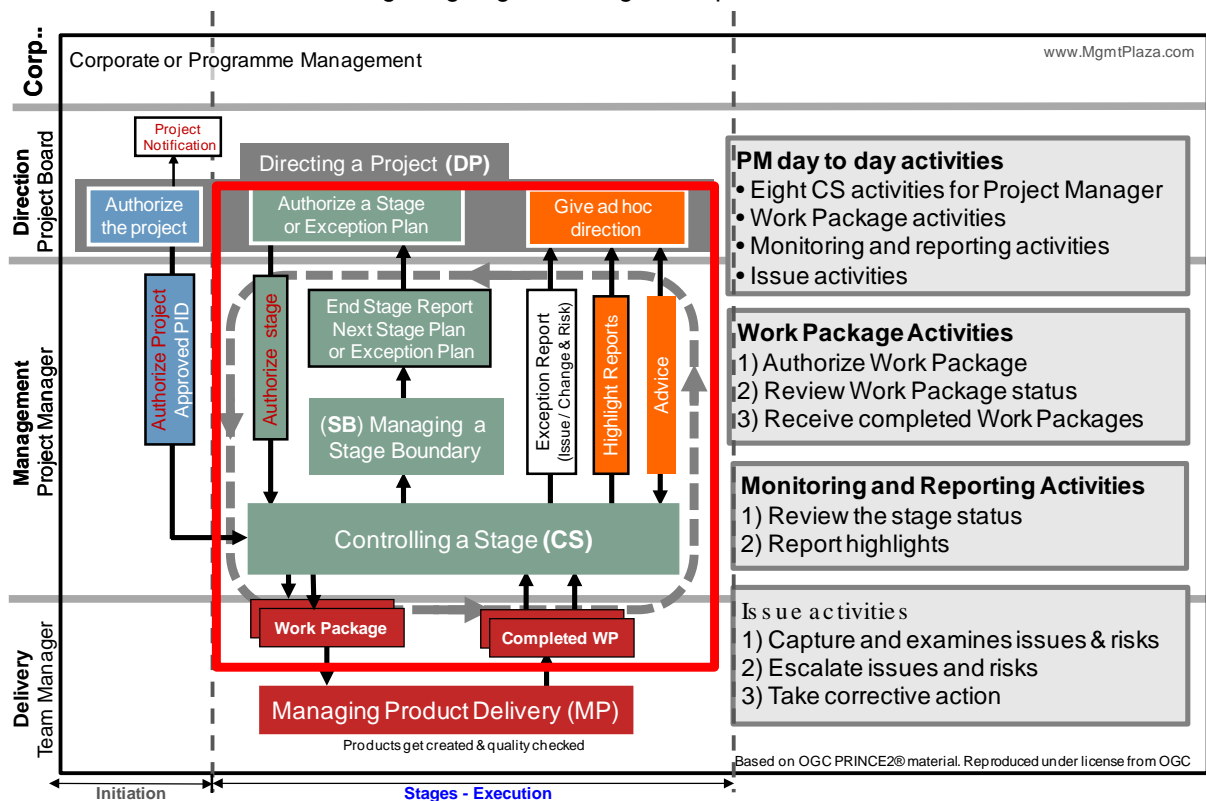 Corp..
Corporate or Programme Management
www.MgmtPlaza.com
Direction
Project Board
Project
Notification
Directing a Project (DP)
Authorize
the project
Authorize a Stage
or Exception Plan
Give ad hoc
direction
PM day to day activities
• Eight CS activities for Project Manager
• Work Package activities
• Monitoring and reporting activities
• Issue activities
Management
Project Manager
Authorize Project
Approved PID
Authorize stage
End Stage Report
Next Stage Plan
or Exception Plan
(SB) Managing a
Stage Boundary
Exception Report
(Issue / Change & Risk)
Highlight Reports
Advice
Controlling a Stage (CS)
Work Package Activities
1) Authorize Work Package
2) Review Work Package status
3) Receive completed Work Packages
Monitoring and Reporting Activities
1) Review the stage status
2) Report highlights
Delivery
Team Manager
Work Package
Completed WP
Managing Product Delivery (MP)
Products get created & quality checked
Issue activities
1) Capture and examines issues & risks
2) Escalate issues and risks
3) Take corrective action
Based on OGC PRINCE2® material. Reproduced under license from OGC
Initiation
Stages - Execution